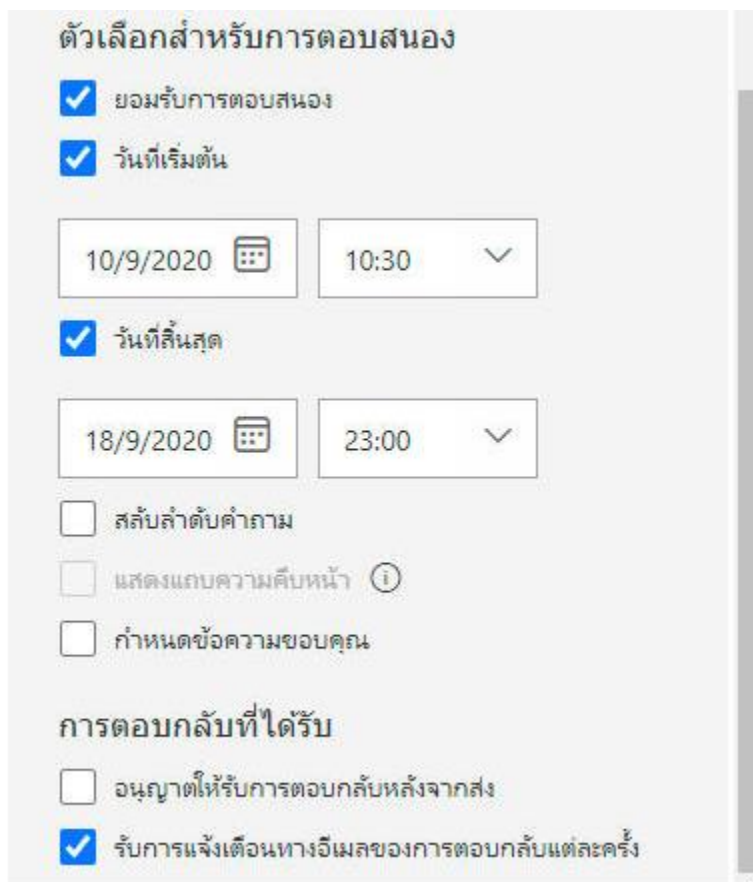 ตัวเลือกสำหรับการตอบสนอง
ยอมรับการตอบสนอง
วันที่เริ่มต้น
10/9/2020 10:30
วันที่สิ้นสุด
18/9/2020 23:00
สลับลำดับคำถาม
แสดงแถบความคืบหน้า
กำหนดข้อความขอบคุณ
การตอบกลับที่ได้รับ
อนุญาตให้รับการตอบกลับหลังจากส่ง
รับการแจ้งเตือนทางอีเมลของการตอบกลับแต่ละครั้ง